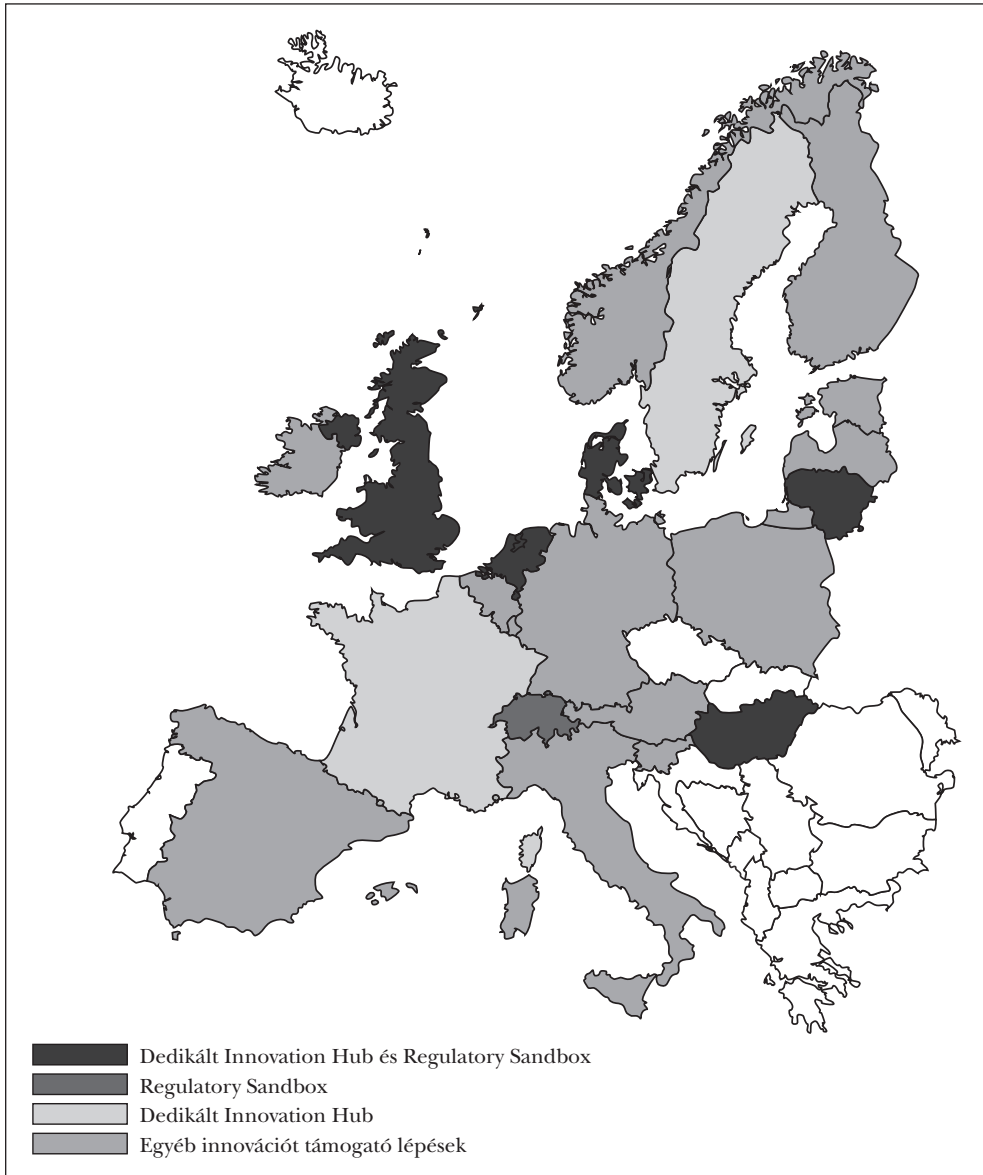 Dedikált Innovation Hub és Regulatory Sandbox
Regulatory Sandbox
Dedikált Innovation Hub
Egyéb innovációt támogató lépések